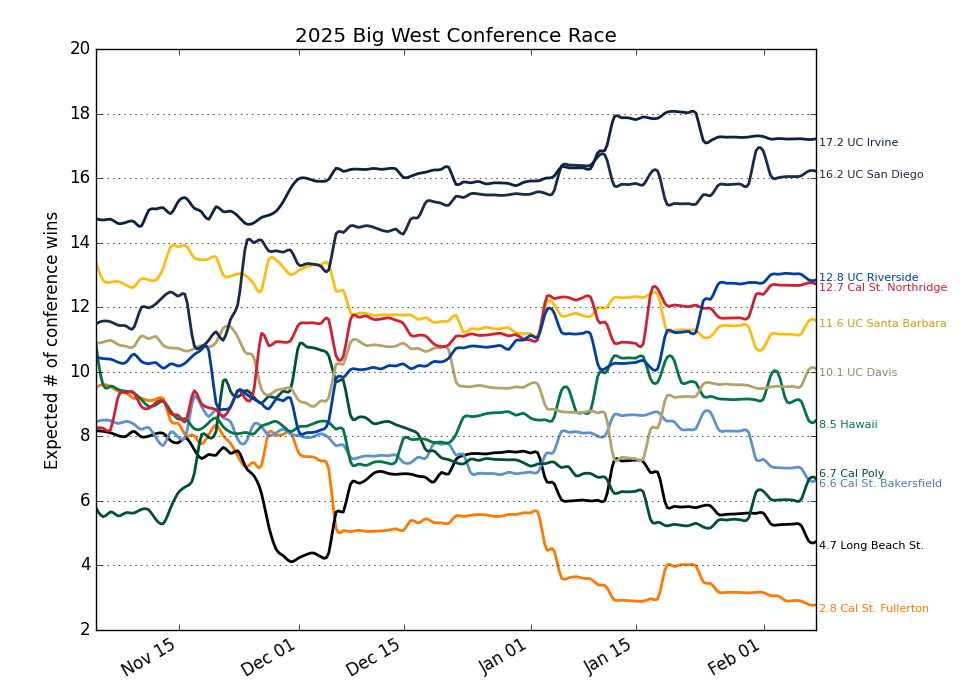 2025 Big West Conference Race
Expected # of conference wins
20
18
16
14
12
10
8
6
4
2
Nov 15
Dec 01
Dec 15
Jan 01
Jan 15
Feb 01
17.2 UC Irvine
16.2 UC San Diego
12.8 UC Riverside
12.7 Cal St. Northridge
11.6 UC Santa Barbara
10.1 UC Davis
8.5 Hawaii
6.7 Cal Poly
6.6 Cal St. Bakersfield
4.7 Long Beach St.
2.8 Cal St. Fullerton